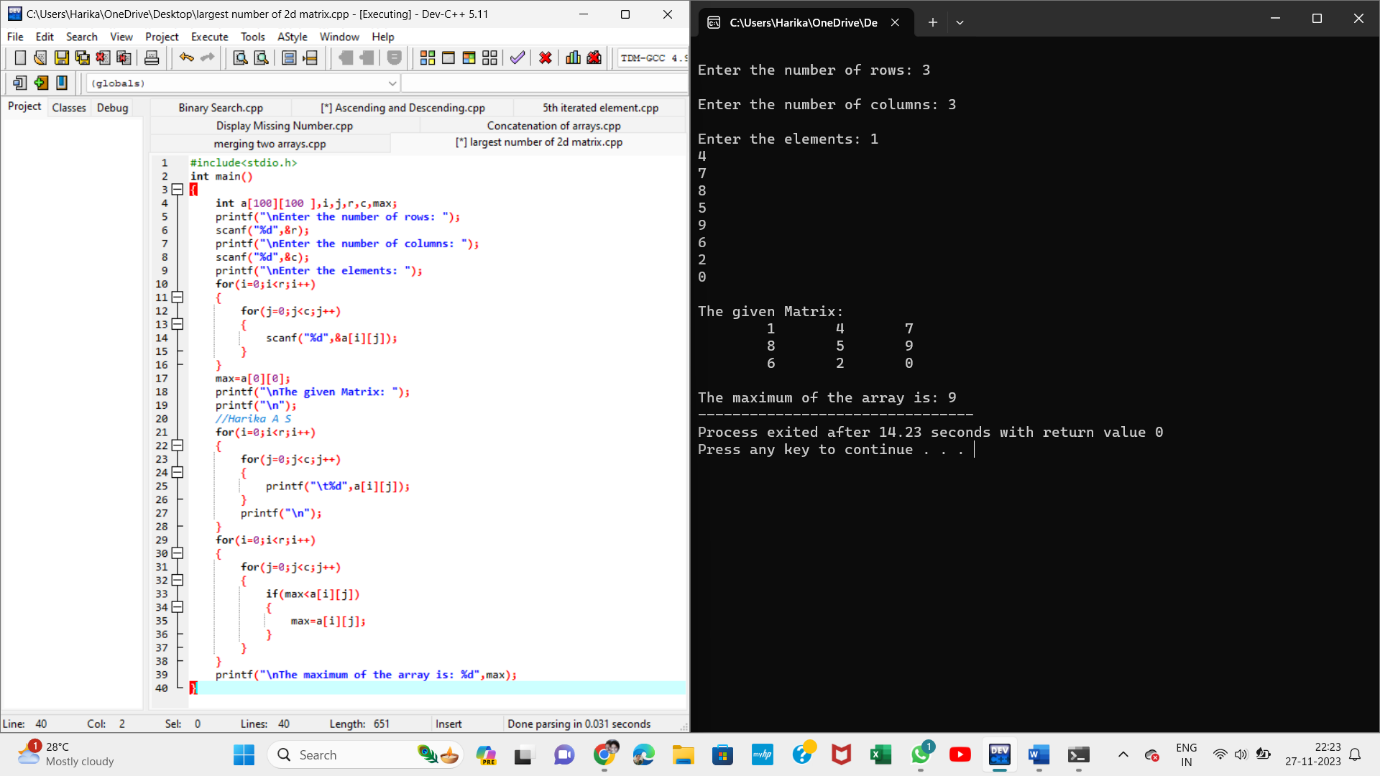 C:\Users\Harika\OneDrive\Desktop\largest number of 2d matrix.cpp - [Executing] - Dev-C++ 5.11
File Edit Search View Project Execute Tools AStyle Window Help
TDM-GCC 4.9
(globals)
Project Classes Debug
Binary Search.cpp [*] Ascending and Descending.cpp 5th iterated element.cpp
Display Missing Number.cpp Concatenation of arrays.cpp
merging two arrays.cpp [*] largest number of 2d matrix.cpp
1 #include<stdio.h>
2 int main()
3 {
4 int a[100][100 ],i,j,r,c,max;
5 printf("\nEnter the number of rows: ");
6 scanf("%d",&r);
7 printf("\nEnter the number of columns: ");
8 scanf("%d",&c);
9 printf("\nEnter the elements: ");
10 for(i=0;i<r;i++)
11 {
12 for(j=0;j<c;j++)
13 {
14 scanf("%d",&a[i][j]);
15 }
16 }
17 max=a[0][0];
18 printf("\nThe given Matrix: ");
19 printf("\n");
20 //Harika A S
21 for(i=0;i<r;i++)
22 {
23 for(j=0;j<c;j++)
24 {
25 printf("\t%d",a[i][j]);
26 }
27 printf("\n");
28 }
29 for(i=0;i<r;i++)
30 {
31 for(j=0;j<c;j++)
32 {
33 if(max<a[i][j])
34 {
35 max=a[i][j];
36 }
37 }
38 }
39 printf("\nThe maximum of the array is: %d",max);
40 }
Line: 40 Col: 2 Sel: 0 Lines: 40 Length: 651 Insert Done parsing in 0.031 seconds
C:\Users\Harika\OneDrive\De
Enter the number of rows: 3
Enter the number of columns: 3
Enter the elements: 1
4
7
8
5
9
6
2
0
The given Matrix:
1 4 7
8 5 9
6 2 0
The maximum of the array is: 9
--------------------------------
Process exited after 14.23 seconds with return value 0
Press any key to continue . . .
1
28°C
Mostly cloudy
Search
PRE
myhp
1
DEV
ENG
IN
22:23
27-11-2023